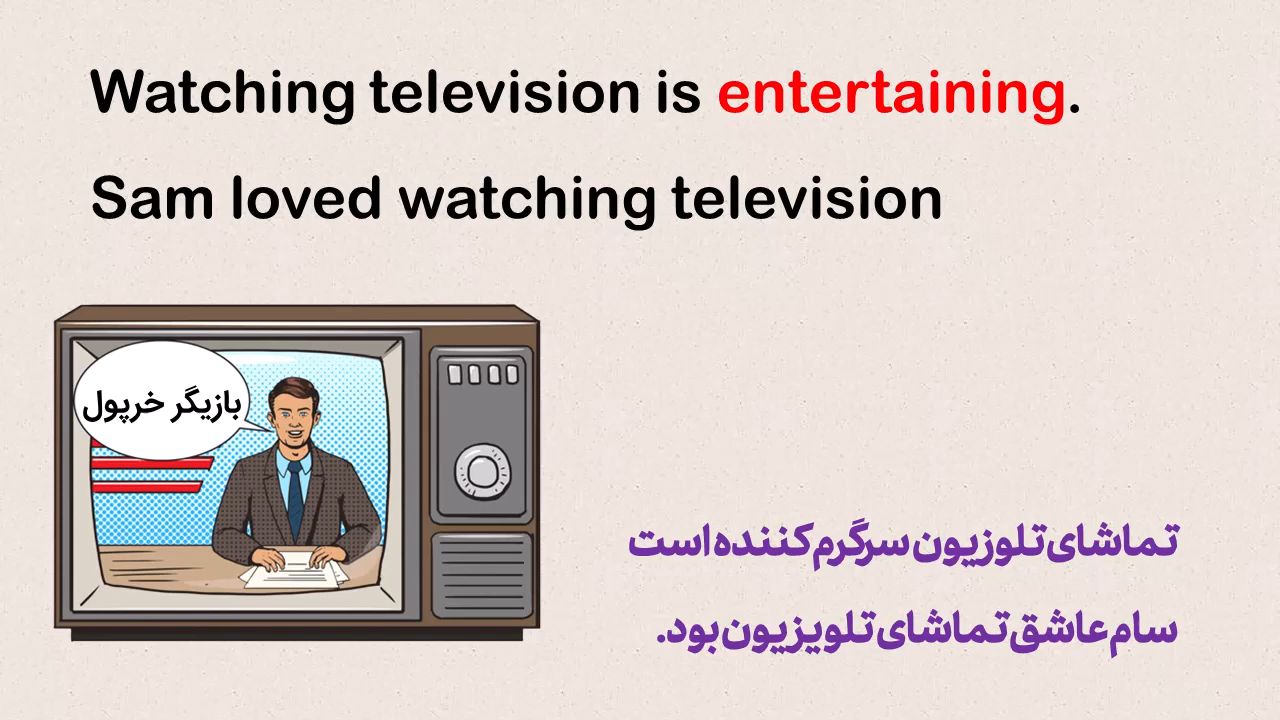 Watching television is entertaining.
Sam loved watching television
بازیگر خرپول
تماشای تلوزیون سرگرم کننده است
سام عاشق تماشای تلویزیون بود.